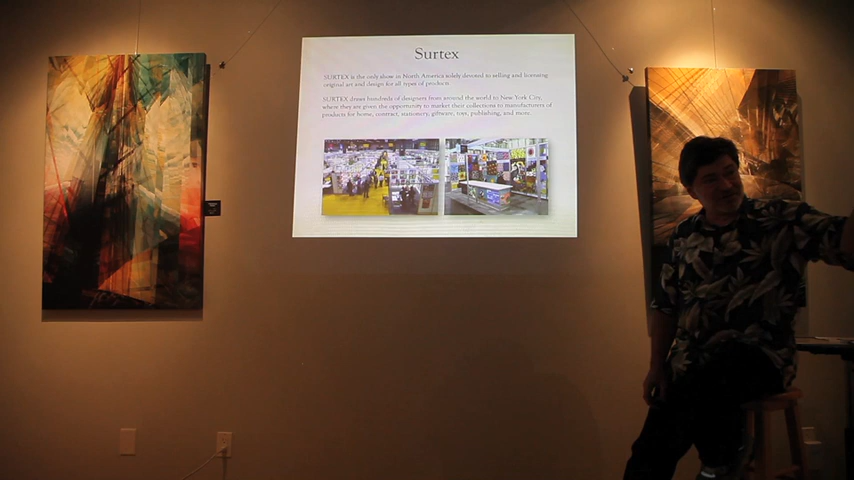 Surtex
SURTEX is the only show in North America solely devoted to selling and licensing
original art and design for all types of products
SURTEX draws hundreds of designers from around the world to New York City,
where they are given the opportunity to market their collections to manufacturers of
products for home, contract, stationery, giftware, toys, publishing, and more.